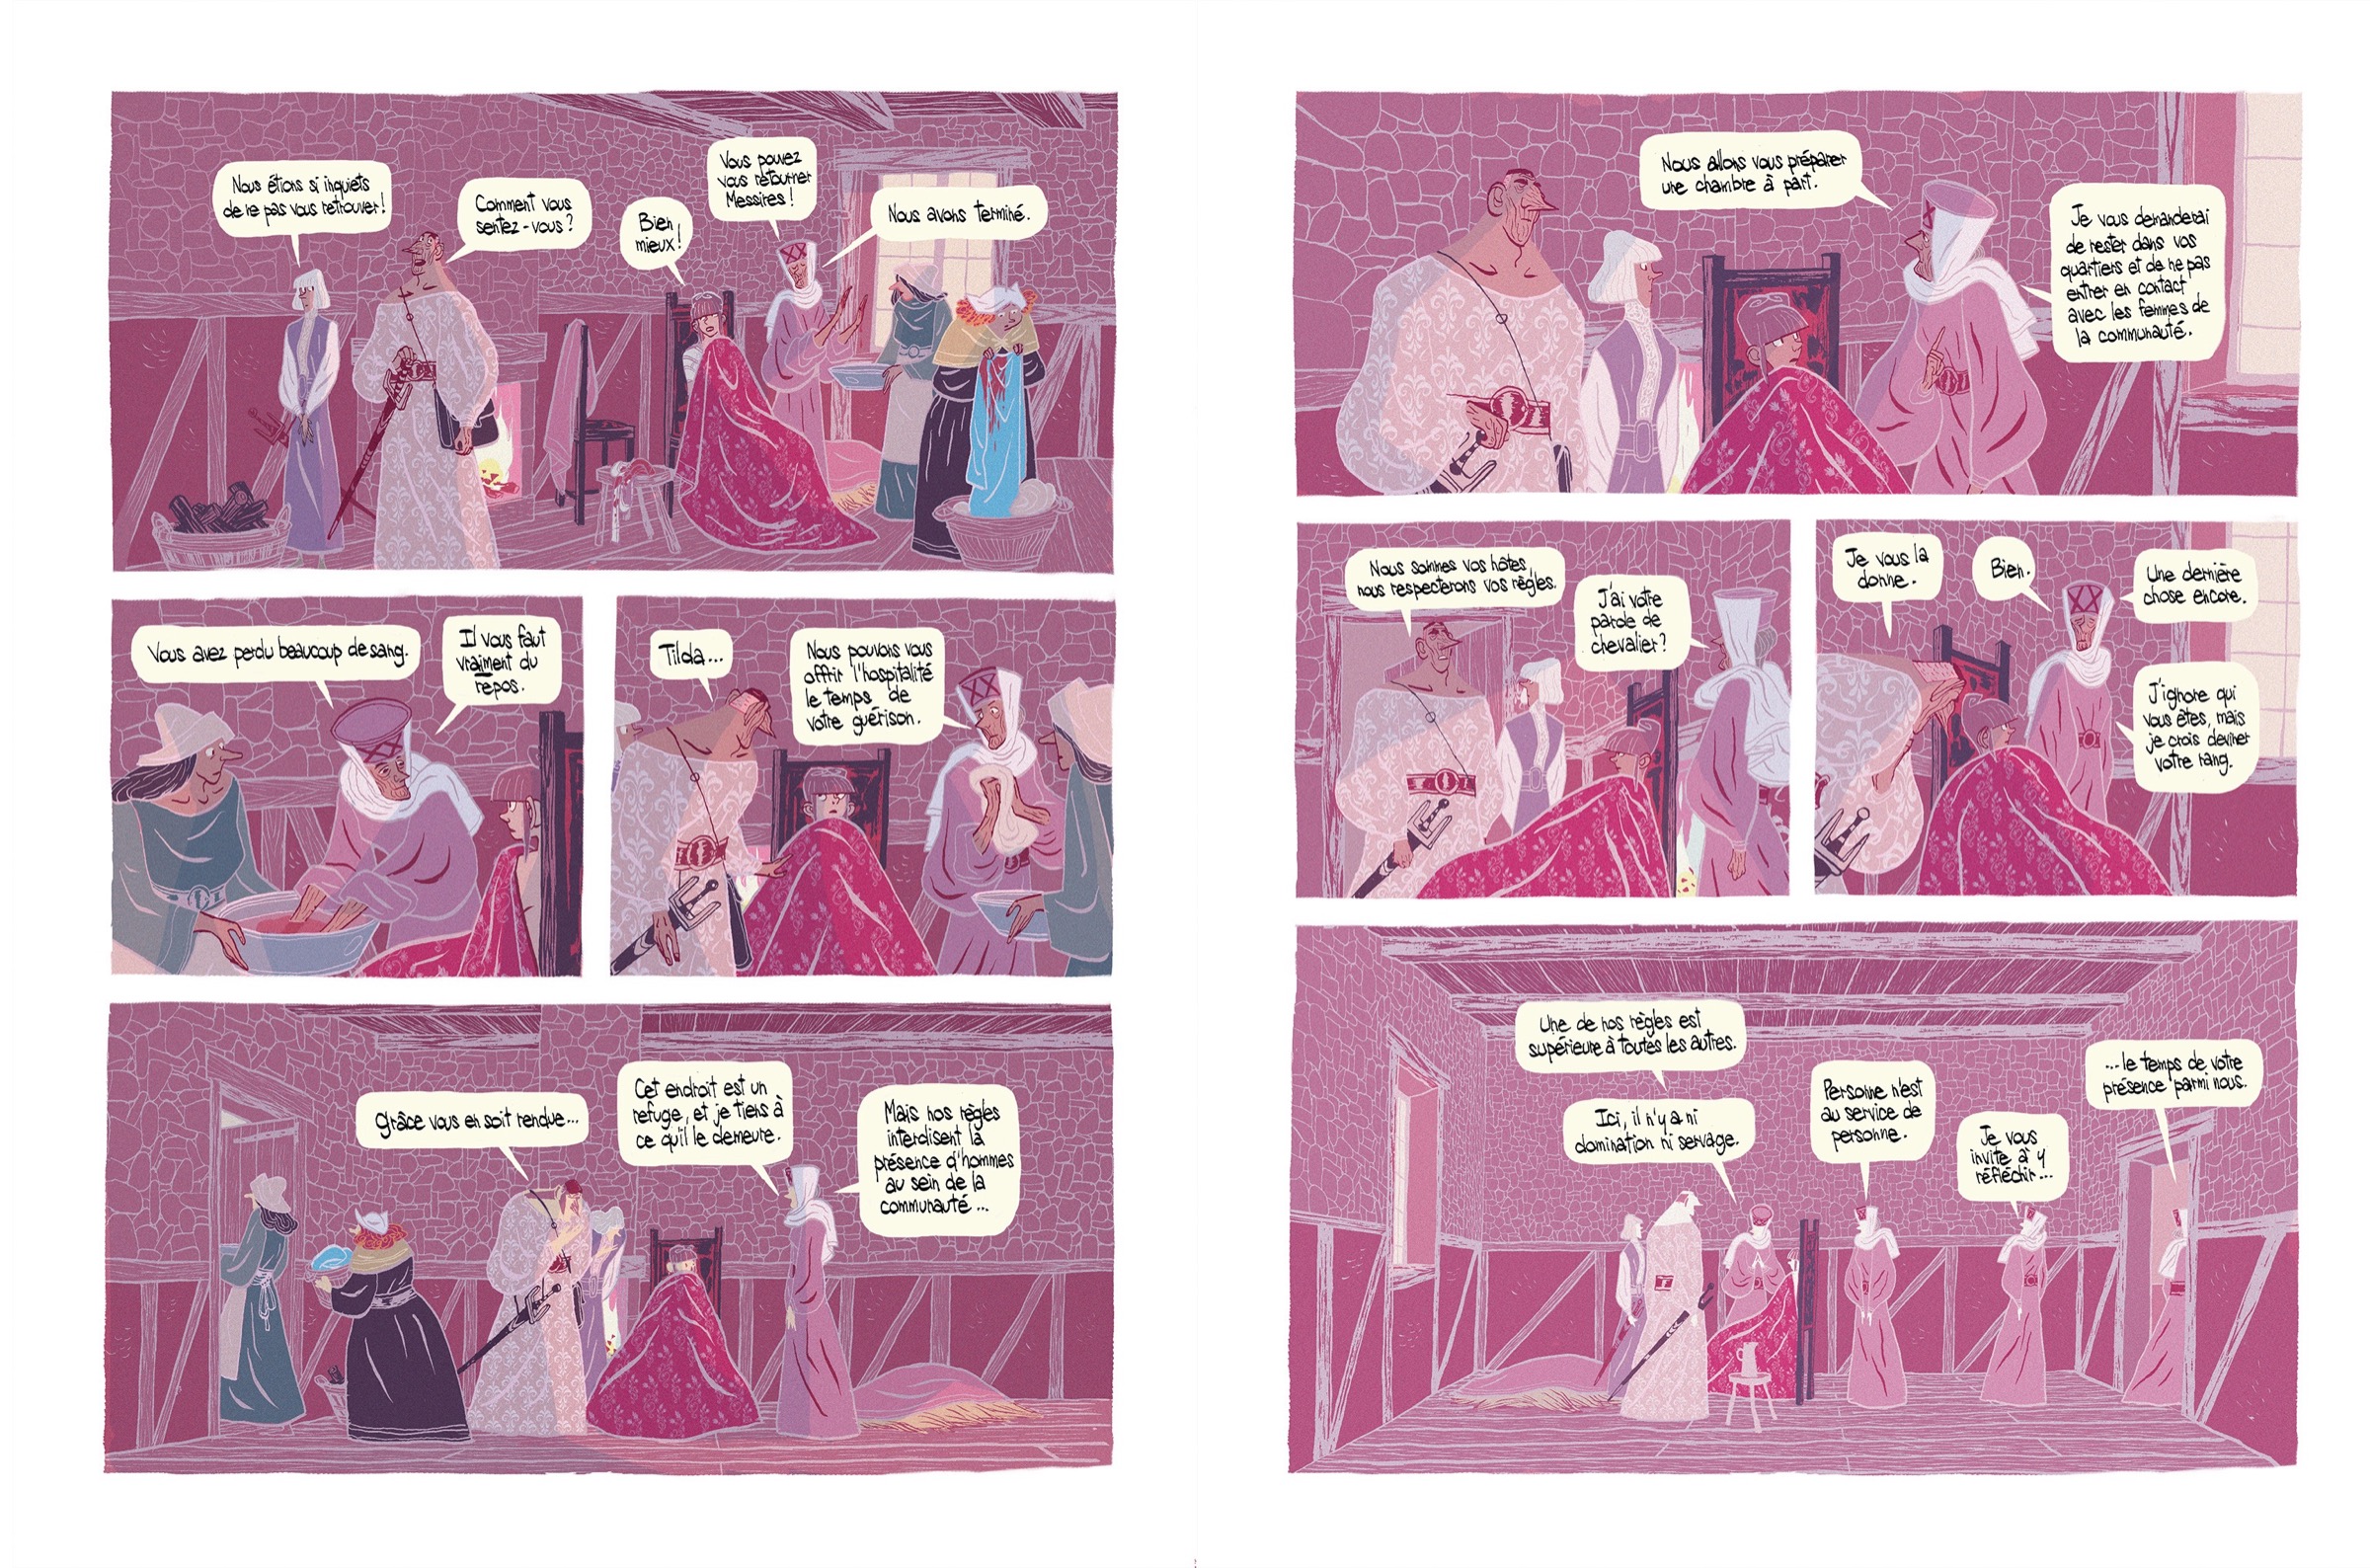 Nous étions si inquiets
de ne pas vous retrouver!
Comment vous
sentez-vous?
Bien
mieux!
Vous pouvez
vous retourner
Messires!
Nous avons terminé.
Vous avez perdu beaucoup de sang.
Il vous faut
vraiment du
repos.
Tilda...
Nous pouvons vous
offrir l'hospitalité
le temps de
votre guérison.
Grâce vous en soit rendue...
Cet endroit est un
refuge, et je tiens à
ce qu'il le demeure.
Mais nos règles
interdisent la
présence d'hommes
au sein de la
communauté...
Nous allons vous préparer
une chambre à part.
Je vous demanderai
de rester dans vos
quartiers et de ne pas
entrer en contact
avec les femmes de
la communauté.
Nous sommes vos hôtes,
nous respecterons vos règles.
J'ai votre
parole de
chevalier?
Je vous la
donne.
Bien.
Une dernière
chose encore.
J'ignore qui
vous êtes, mais
je crois deviner
votre rang.
Une de nos règles est
supérieure à toutes les autres.
Ici, il n'y a ni
domination ni servage.
Personne n'est
au service de
personne.
Je vous
invite à y
réfléchir...
...le temps de votre
présence parmi nous.